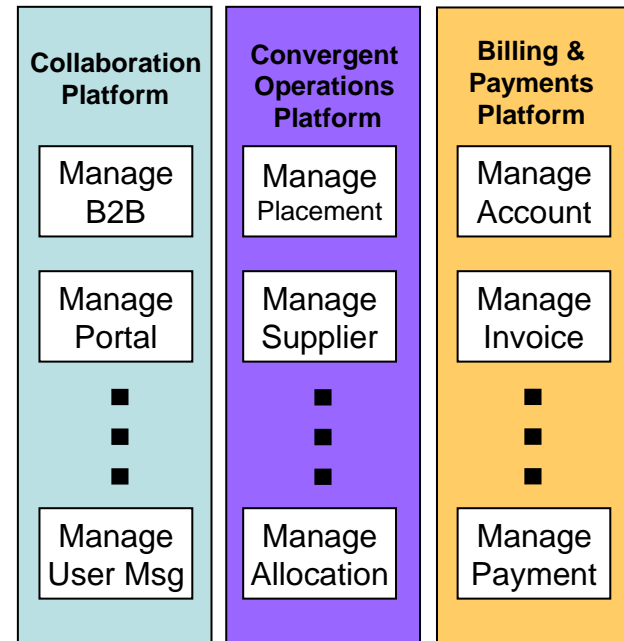 Collaboration
Platform
Manage
B2B
Manage
Portal
Manage
User Msg
Convergent
Operations
Platform
Manage
Placement
Manage
Supplier
Manage
Allocation
Billing &
Payments
Platform
Manage
Account
Manage
Invoice
Manage
Payment